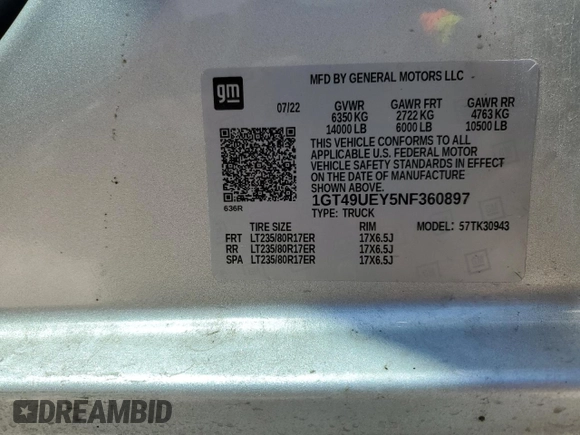 gm
MFD BY GENERAL MOTORS LLC
07/22 GVWR GAWR FRT GAWR RR
6350 KG 2722 KG 4763 KG
14000 LB 6000 LB 10500 LB
THIS VEHICLE CONFORMS TO ALL
APPLICABLE U.S. FEDERAL MOTOR
VEHICLE SAFETY STANDARDS IN EFFECT
ON THE DATE OF MANUFACTURE
SHOWN ABOVE.
1GT49UEY5NF360897
636R TYPE: TRUCK
TIRE SIZE RIM MODEL: 57TK30943
FRT LT235/80R17ER 17X6.5J
RR LT235/80R17ER 17X6.5J
SPA LT235/80R17ER 17X6.5J
DREAMBID